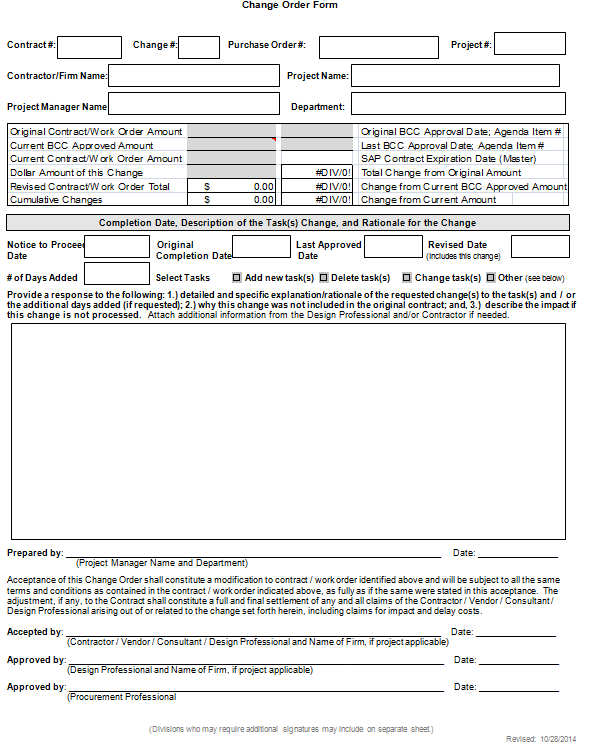 Change Order Form
Contract #: Change #: Purchase Order#: Project #:
Contractor/Firm Name: Project Name:
Project Manager Name Department:
Original Contract/Work Order Amount Original BCC Approval Date; Agenda Item #
Current BCC Approved Amount Last BCC Approval Date; Agenda Item #
Current Contract/Work Order Amount SAP Contract Expiration Date (Master)
Dollar Amount of this Change #DIV/0! Total Change from Original Amount
Revised Contract/Work Order Total $ 0.00 #DIV/0! Change from Current BCC Approved Amount
Cumulative Changes $ 0.00 #DIV/0! Change from Current Amount
Completion Date, Description of the Task(s) Change, and Rationale for the Change
Notice to Proceed Original Last Approved Revised Date
Date Completion Date Date (Includes this change)
# of Days Added Select Tasks Add new task(s) Delete task(s) Change task(s) Other (see below)
Provide a response to the following: 1.) detailed and specific explanation/rationale of the requested change(s) to the task(s) and / or
the additional days added (if requested); 2.) why this change was not included in the original contract; and, 3.) describe the impact if
this change is not processed. Attach additional information from the Design Professional and/or Contractor if needed.
Prepared by: Date:
(Project Manager Name and Department)
Acceptance of this Change Order shall constitute a modification to contract / work order identified above and will be subject to all the same
terms and conditions as contained in the contract / work order indicated above, as fully as if the same were stated in this acceptance. The
adjustment, if any, to the Contract shall constitute a full and final settlement of any and all claims of the Contractor / Vendor / Consultant /
Design Professional arising out of or related to the change set forth herein, including claims for impact and delay costs.
Accepted by: Date:
(Contractor / Vendor / Consultant / Design Professional and Name of Firm, if project applicable)
Approved by: Date:
(Design Professional and Name of Firm, if project applicable)
Approved by: Date:
(Procurement Professional
(Divisions who may require additional signatures may include on separate sheet.)
Revised: 10/28/2014